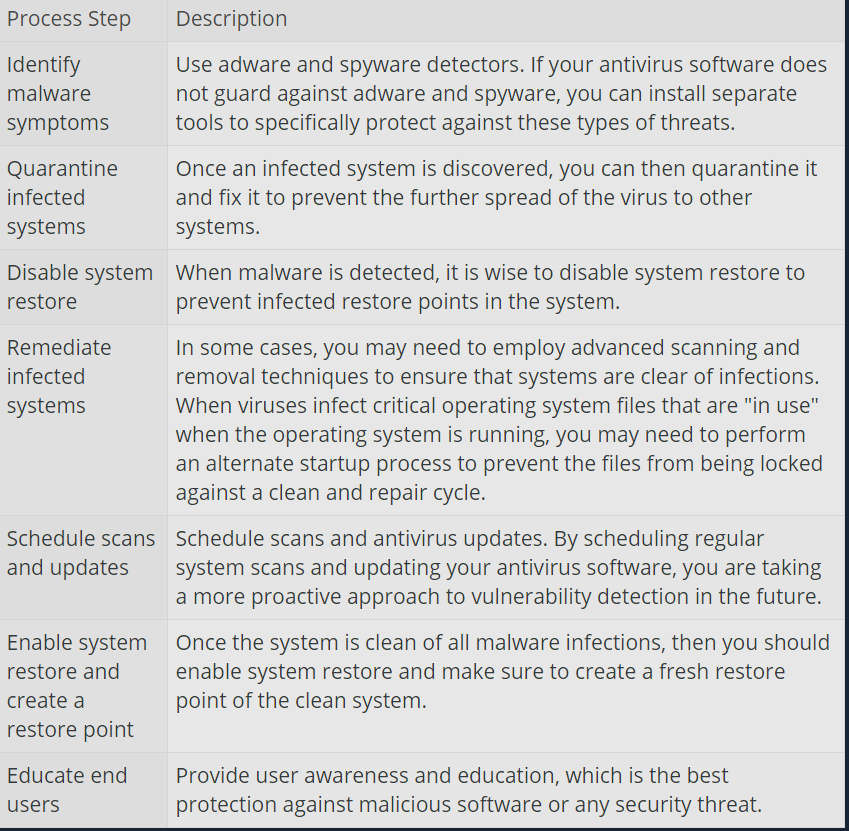 Process Step
Description
Identify
malware
symptoms
Use adware and spyware detectors. If your antivirus software does
not guard against adware and spyware, you can install separate
tools to specifically protect against these types of threats.
Quarantine
infected
systems
Once an infected system is discovered, you can then quarantine it
and fix it to prevent the further spread of the virus to other
systems.
Disable system
restore
When malware is detected, it is wise to disable system restore to
prevent infected restore points in the system.
Remediate
infected
systems
In some cases, you may need to employ advanced scanning and
removal techniques to ensure that systems are clear of infections.
When viruses infect critical operating system files that are "in use"
when the operating system is running, you may need to perform
an alternate startup process to prevent the files from being locked
against a clean and repair cycle.
Schedule scans
and updates
Schedule scans and antivirus updates. By scheduling regular
system scans and updating your antivirus software, you are taking
a more proactive approach to vulnerability detection in the future.
Enable system
restore and
create a
restore point
Once the system is clean of all malware infections, then you should
enable system restore and make sure to create a fresh restore
point of the clean system.
Educate end
users
Provide user awareness and education, which is the best
protection against malicious software or any security threat.